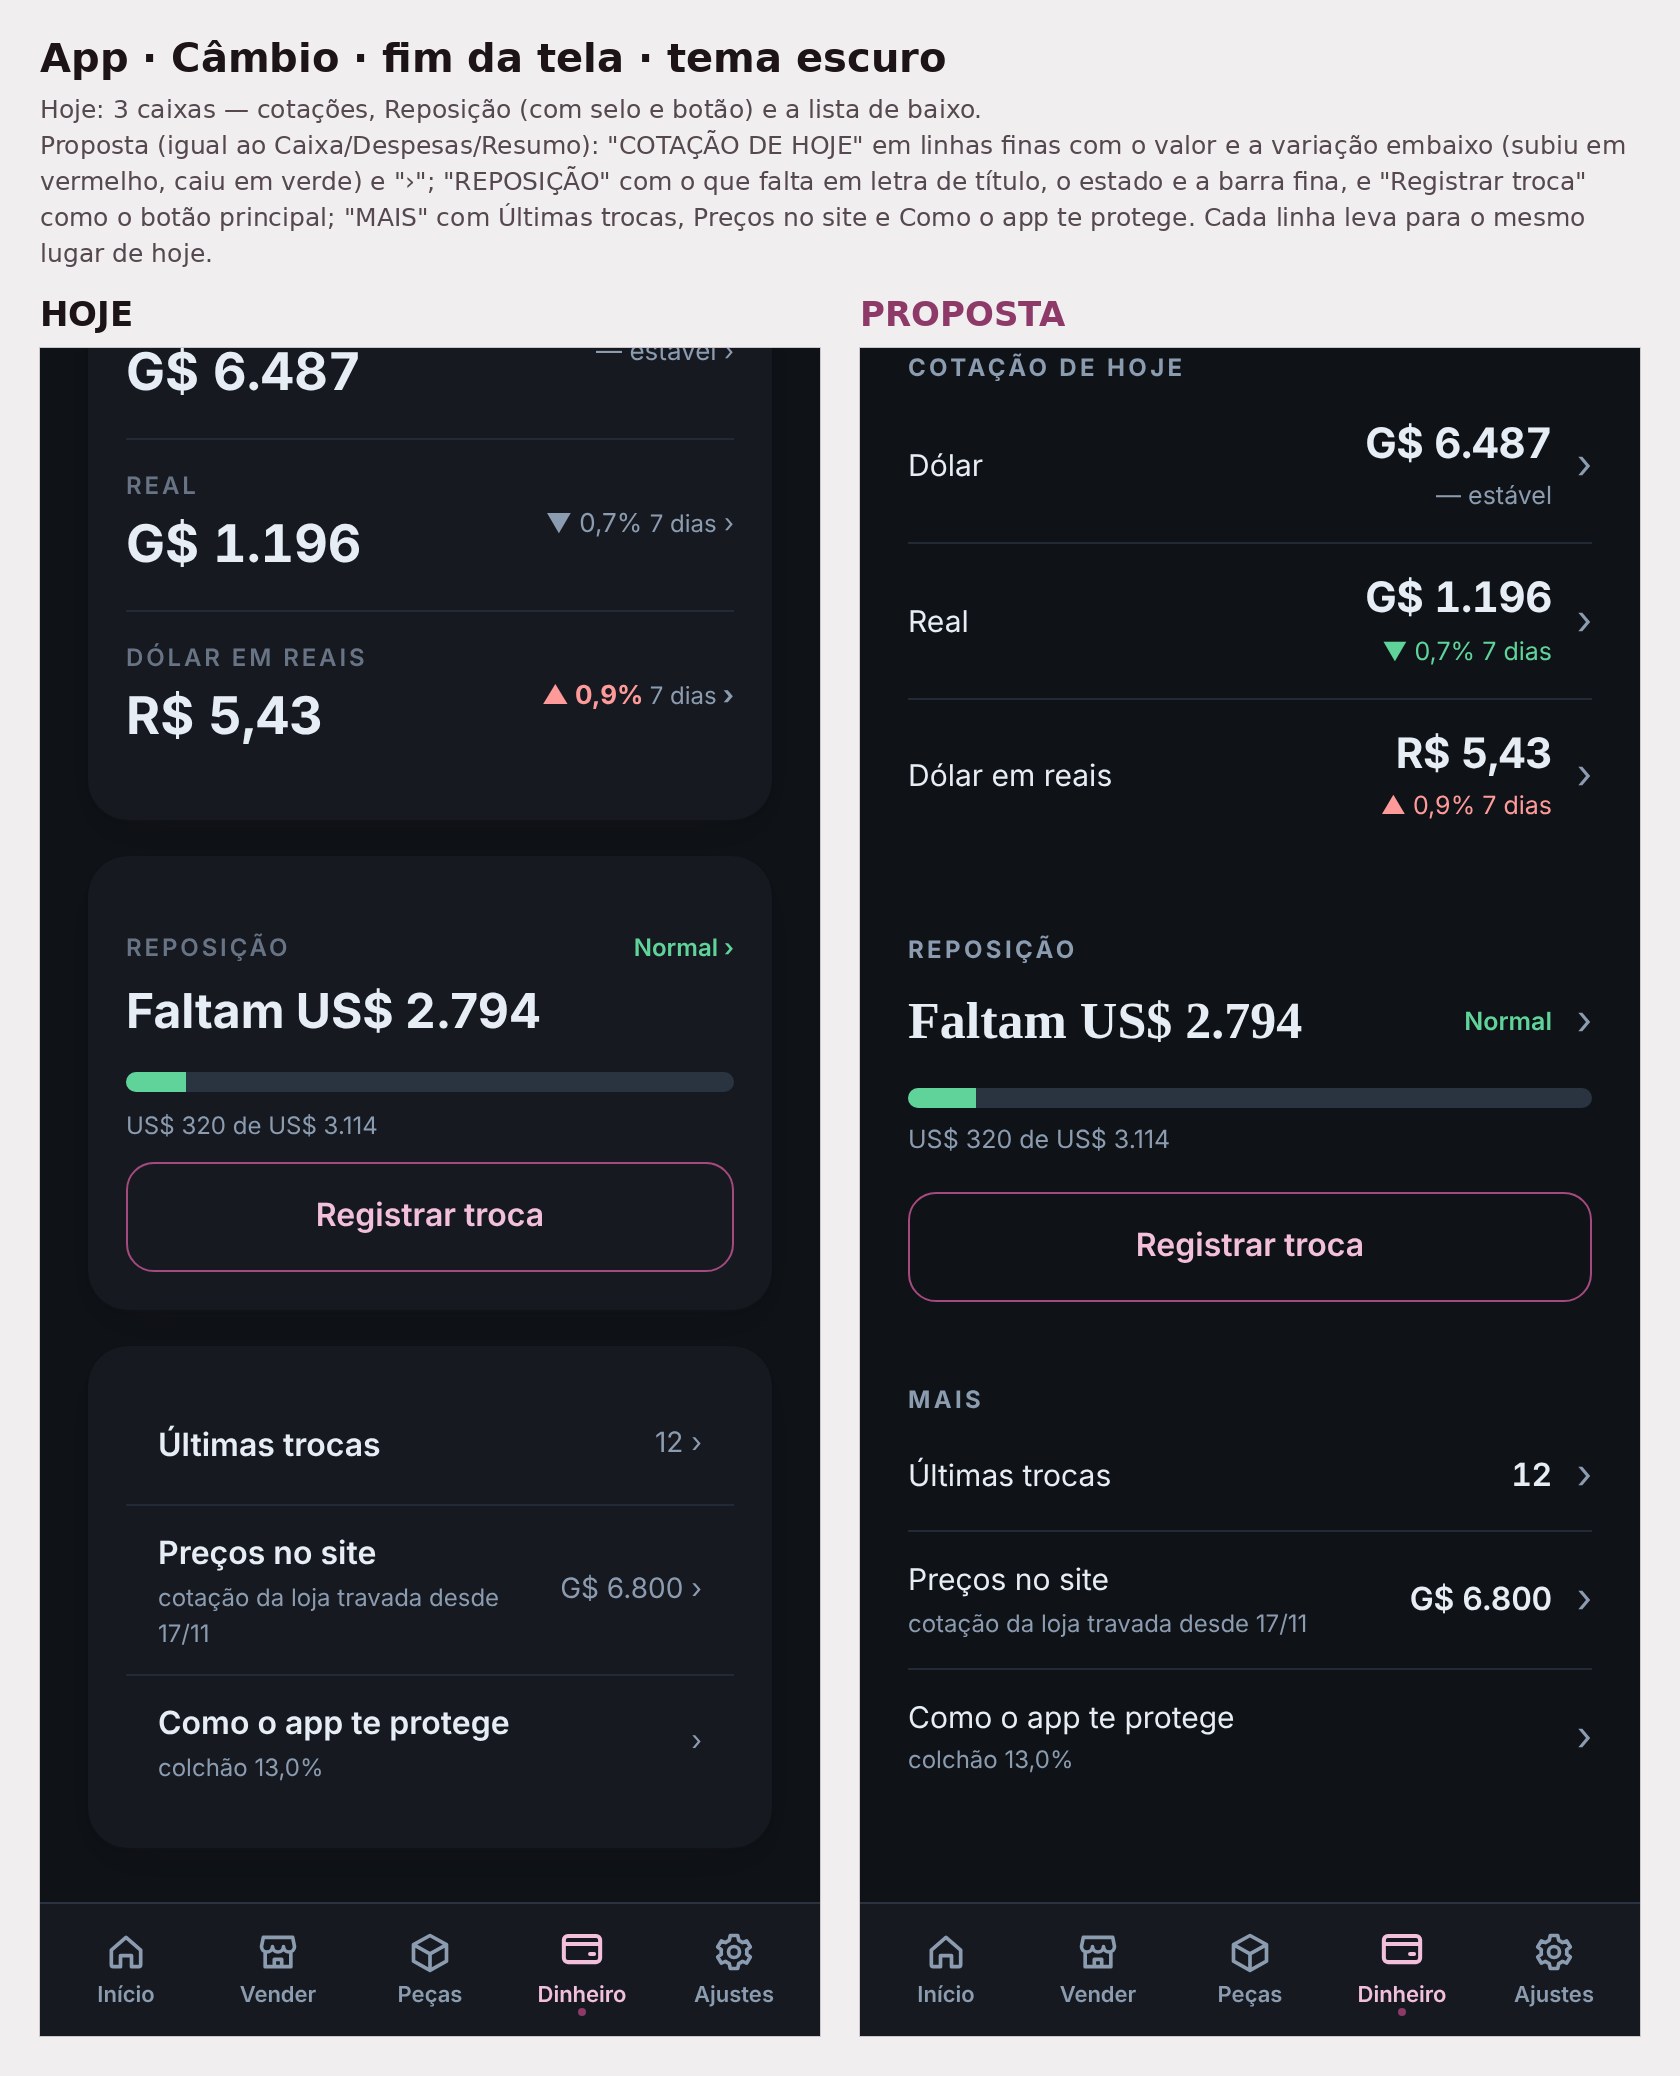 App · Câmbio · fim da tela · tema escuro
Hoje: 3 caixas — cotações, Reposição (com selo e botão) e a lista de baixo.
Proposta (igual ao Caixa/Despesas/Resumo): "COTAÇÃO DE HOJE" em linhas finas com o valor e a variação embaixo (subiu em
vermelho, caiu em verde) e "›"; "REPOSIÇÃO" com o que falta em letra de título, o estado e a barra fina, e "Registrar troca"
como o botão principal; "MAIS" com Últimas trocas, Preços no site e Como o app te protege. Cada linha leva para o mesmo
lugar de hoje.
HOJE
G$ 6.487
— estável ›
REAL
G$ 1.196
▼ 0,7% 7 dias ›
DÓLAR EM REAIS
R$ 5,43
▲ 0,9% 7 dias ›
REPOSIÇÃO
Normal ›
Faltam US$ 2.794
US$ 320 de US$ 3.114
Registrar troca
Últimas trocas
12 ›
Preços no site
cotação da loja travada desde
17/11
G$ 6.800 ›
Como o app te protege
colchão 13,0%
›
Início
Vender
Peças
Dinheiro
Ajustes
PROPOSTA
COTAÇÃO DE HOJE
Dólar
G$ 6.487
— estável
›
Real
G$ 1.196
▼ 0,7% 7 dias
›
Dólar em reais
R$ 5,43
▲ 0,9% 7 dias
›
REPOSIÇÃO
Faltam US$ 2.794
Normal ›
US$ 320 de US$ 3.114
Registrar troca
MAIS
Últimas trocas
12 ›
Preços no site
cotação da loja travada desde 17/11
G$ 6.800 ›
Como o app te protege
colchão 13,0%
›
Início
Vender
Peças
Dinheiro
Ajustes